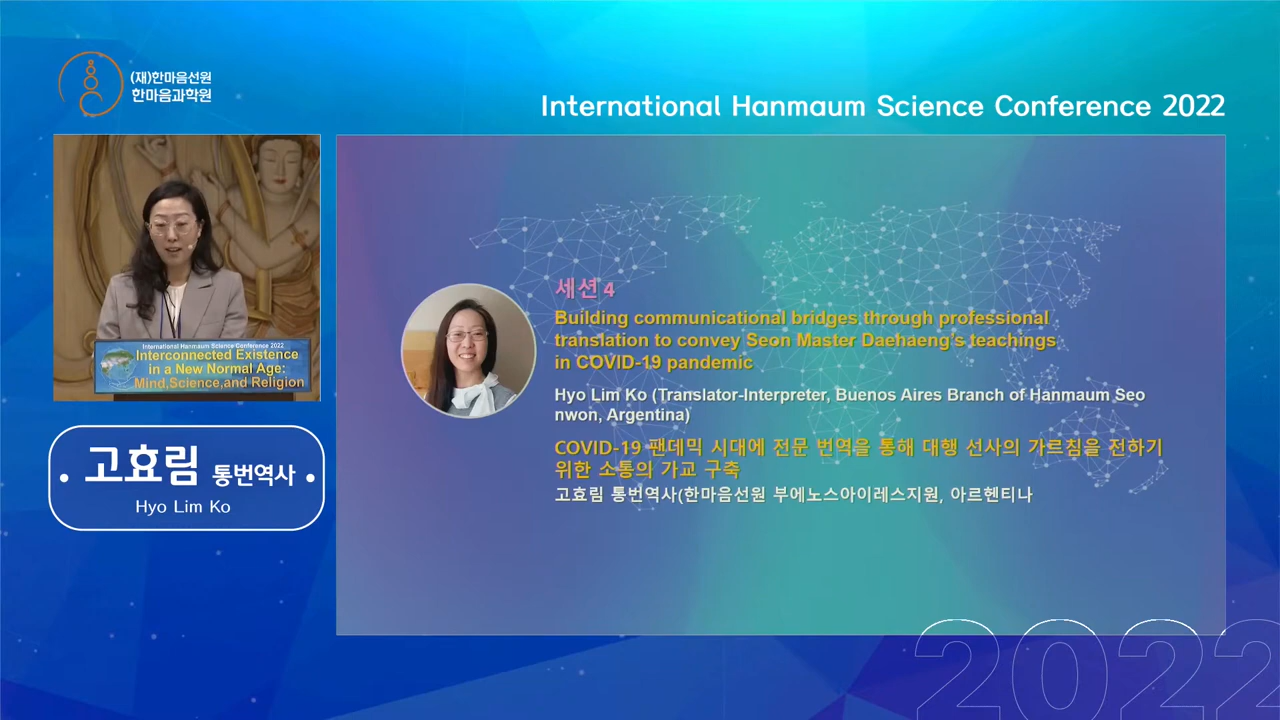 (재)한마음선원
한마음과학원
International Hanmaum Science Conference 2022
International Hanmaum Science Conference 2022
Interconnected Existence
in a New Normal Age:
Mind,Science,and Religion
고효림 통번역사
Hyo Lim Ko
세션 4
Building communicational bridges through professional
translation to convey Seon Master Daehaeng's teachings
in COVID-19 pandemic
Hyo Lim Ko (Translator-Interpreter, Buenos Aires Branch of Hanmaum Seo
nwon, Argentina)
COVID-19 팬데믹 시대에 전문 번역을 통해 대행 선사의 가르침을 전하기
위한 소통의 가교 구축
고효림 통번역사(한마음선원 부에노스아이레스지원, 아르헨티나
2022